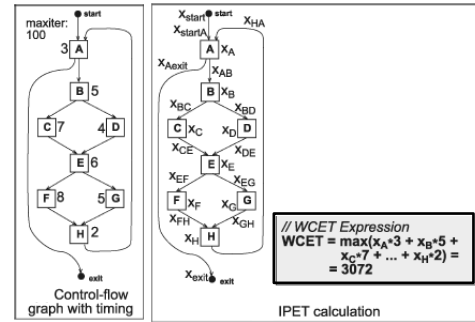 start
maxiter:
100
3 A
B 5
C 7
4 D
E 6
F 8
5 G
H 2
exit
Control-flow
graph with timing
Xstart
start
XHA
XstartA
A XA
XAexit
XAB
B XB
XBC
XBD
C XC
XD D
XCE
XDE
E XE
XEF
XEG
F XF
XG G
XFH
XGH
XH H
Xexit
exit
IPET calculation
// WCET Expression
WCET = max(xA*3 + xB*5 +
xC*7 + ... + xH*2) =
= 3072